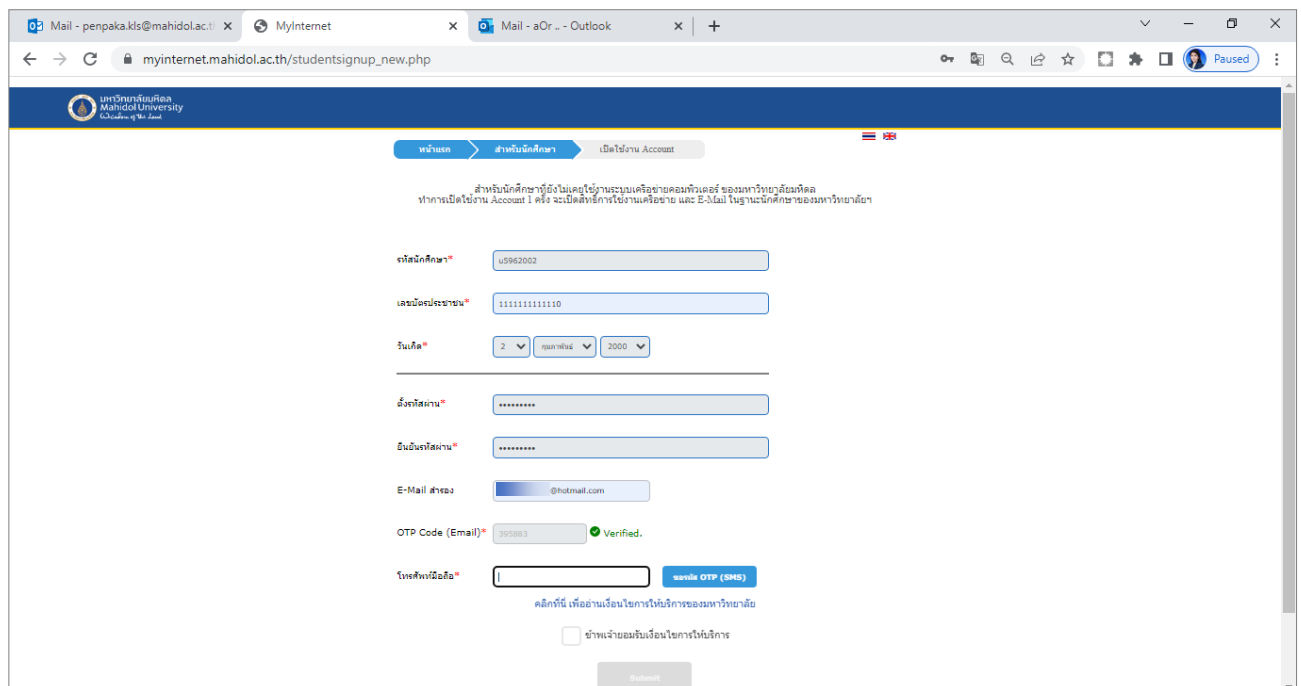 Mail - penpaka.kls@mahidol.ac.tl
MyInternet
Mail - aOr .. - Outlook
myinternet.mahidol.ac.th/studentsignup_new.php
Paused
มหาวิทยาลัยมหิดล
Mahidol University
Wisdom of the Land
หน้าแรก
สำหรับนักศึกษา
เปิดใช้งาน Account
สำหรับนักศึกษาที่ยังไม่เคยใช้งานระบบเครือข่ายคอมพิวเตอร์ ของมหาวิทยาลัยมหิดล
ทำการเปิดใช้งาน Account 1 ครั้ง จะเปิดสิทธิ์การใช้งานเครือข่าย และ E-Mail ในฐานะนักศึกษาของมหาวิทยาลัยฯ
รหัสนักศึกษา*
u5962002
เลขบัตรประชาชน*
1111111111110
วันเกิด*
2
กุมภาพันธ์
2000
ตั้งรหัสผ่าน*
•••••••••
ยืนยันรหัสผ่าน*
•••••••••
E-Mail สำรอง
@hotmail.com
OTP Code (Email)*
395883
Verified.
โทรศัพท์มือถือ*
ขอรหัส OTP (SMS)
คลิกที่นี่ เพื่ออ่านเงื่อนไขการให้บริการของมหาวิทยาลัย
ข้าพเจ้ายอมรับเงื่อนไขการให้บริการ
Submit